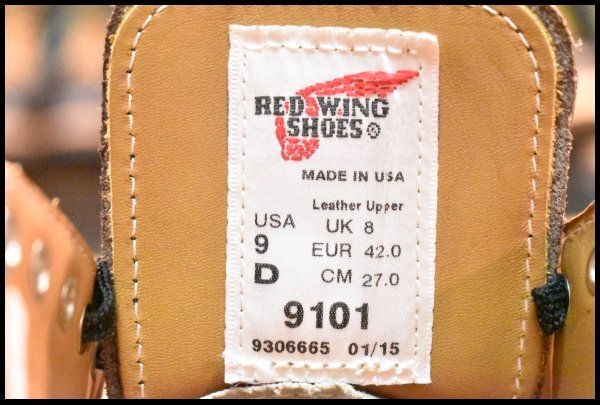 RED WING
SHOES®
MADE IN USA
Leather Upper
USA UK 8
9 EUR 42.0
D CM 27.0
9101
9306665 01/15